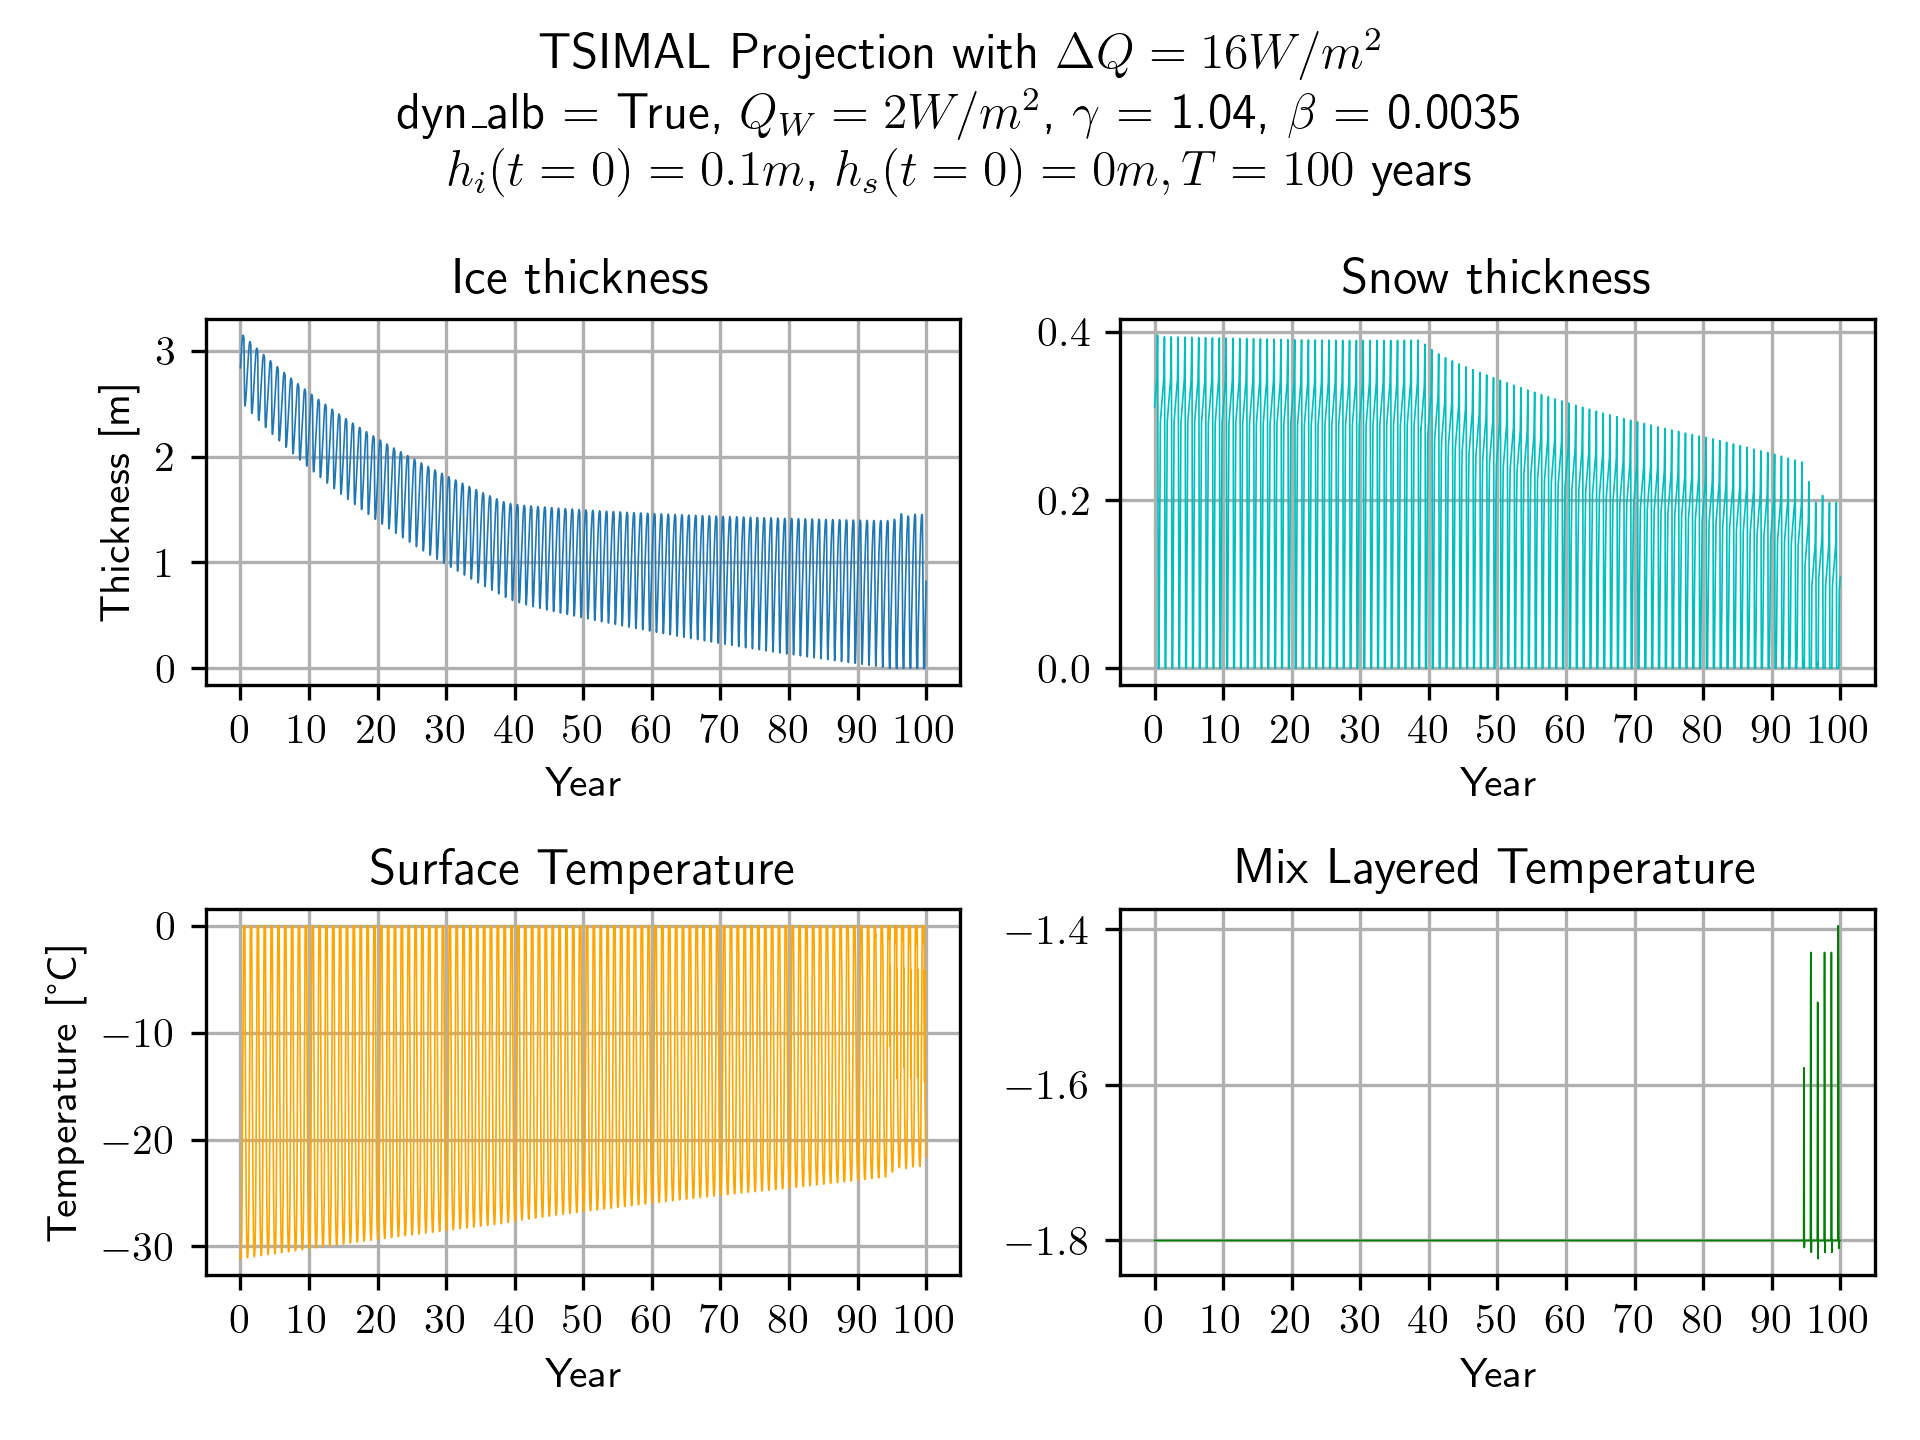 TSIMAL Projection with ΔQ = 16W/m²
dyn_alb = True, Q_W = 2W/m², γ = 1.04, β = 0.0035
h_i(t = 0) = 0.1m, h_s(t = 0) = 0m, T = 100 years
Ice thickness
Thickness [m]
3
2
1
0
0 10 20 30 40 50 60 70 80 90 100
Year
Snow thickness
0.4
0.2
0.0
0 10 20 30 40 50 60 70 80 90 100
Year
Surface Temperature
Temperature [°C]
0
−10
−20
−30
0 10 20 30 40 50 60 70 80 90 100
Year
Mix Layered Temperature
−1.4
−1.6
−1.8
0 10 20 30 40 50 60 70 80 90 100
Year